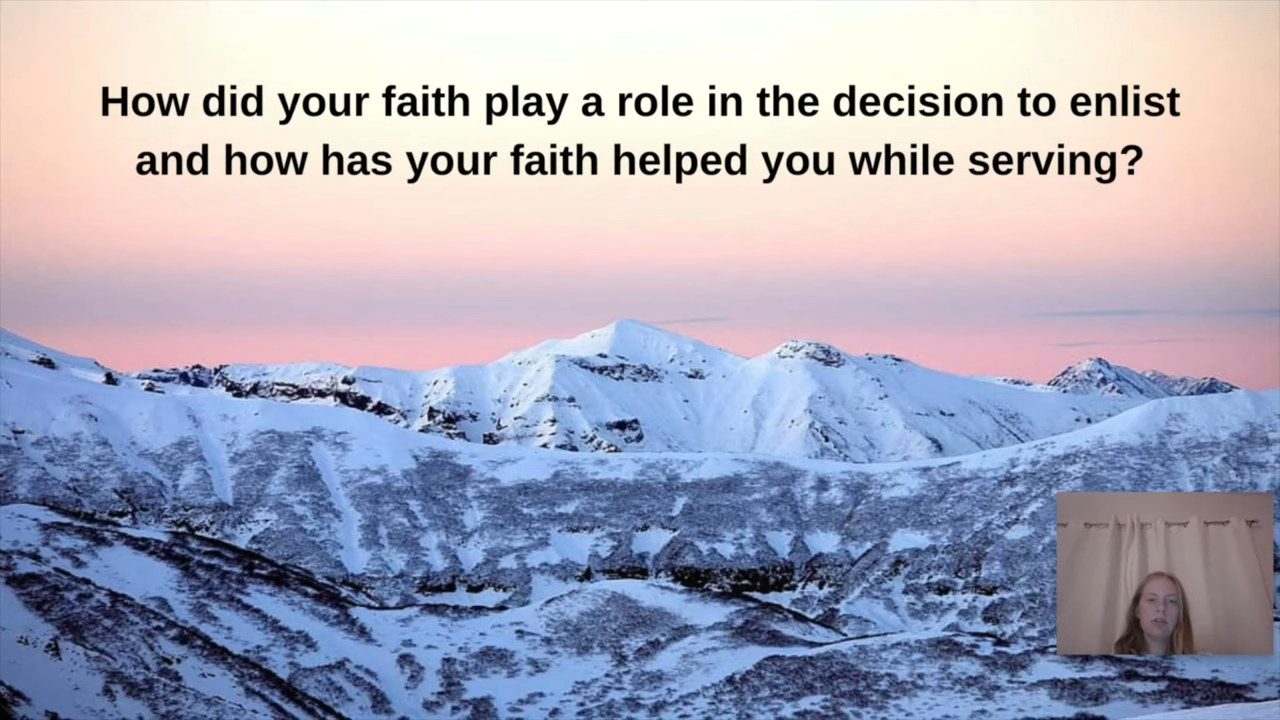 How did your faith play a role in the decision to enlist
and how has your faith helped you while serving?